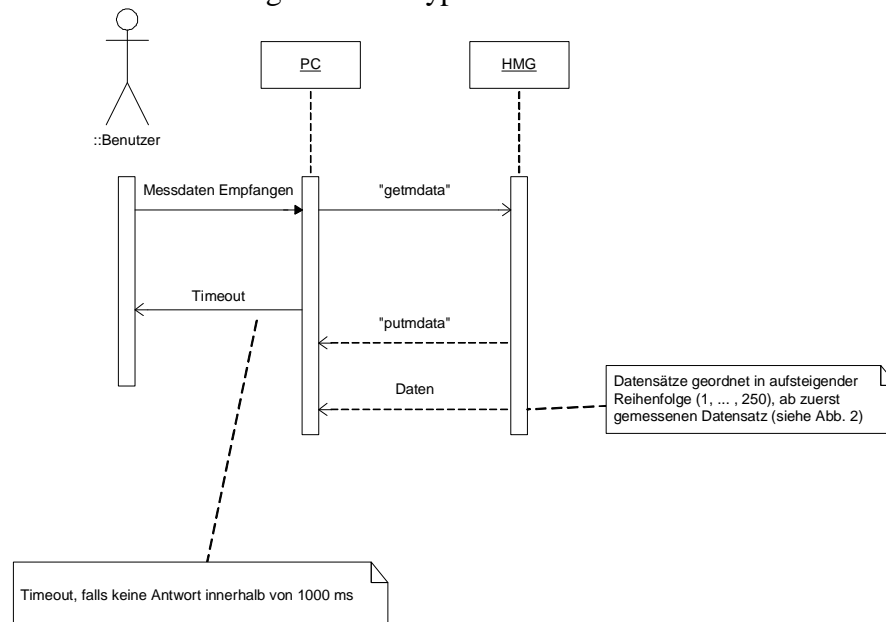 PC
HMG
::Benutzer
Messdaten Empfangen
"getmdata"
Timeout
"putmdata"
Daten
Datensätze geordnet in aufsteigender
Reihenfolge (1, ... , 250), ab zuerst
gemessenen Datensatz (siehe Abb. 2)
Timeout, falls keine Antwort innerhalb von 1000 ms